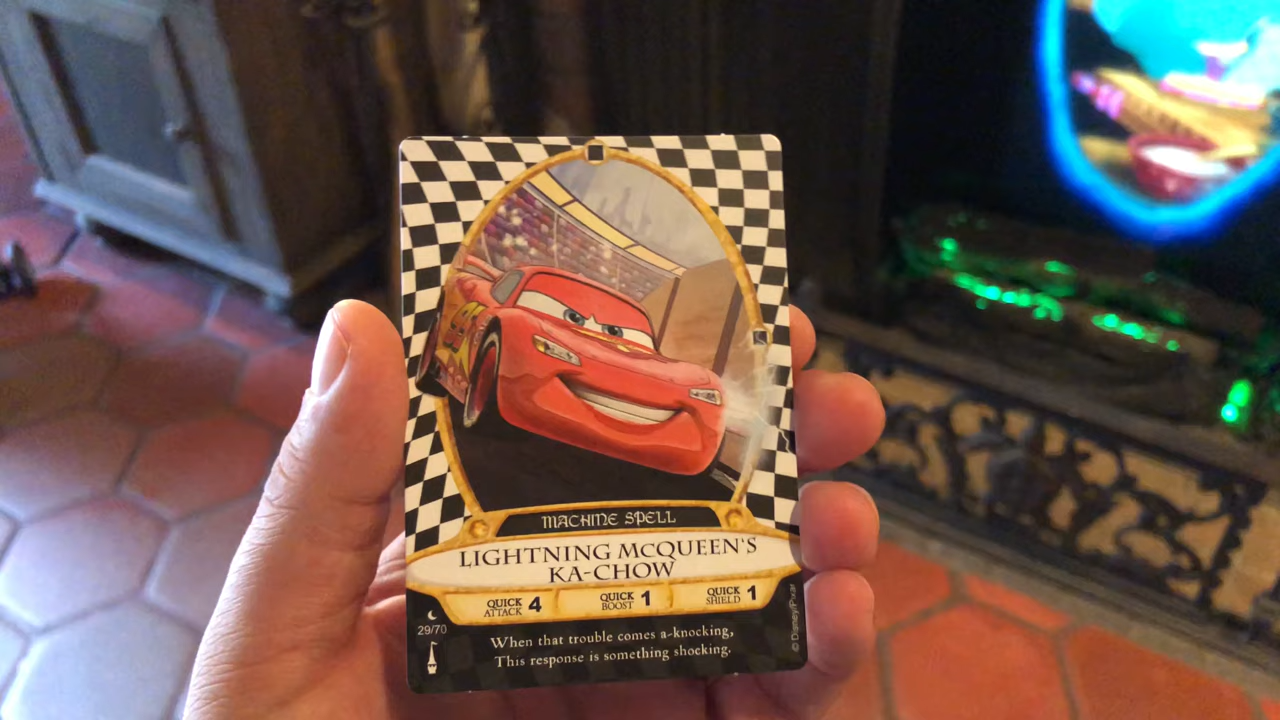 MACHINE SPELL
LIGHTNING MCQUEEN'S
KA-CHOW
QUICK ATTACK 4 QUICK BOOST 1 QUICK SHIELD 1
29/70
When that trouble comes a-knocking,
This response is something shocking.
© Disney/Pixar